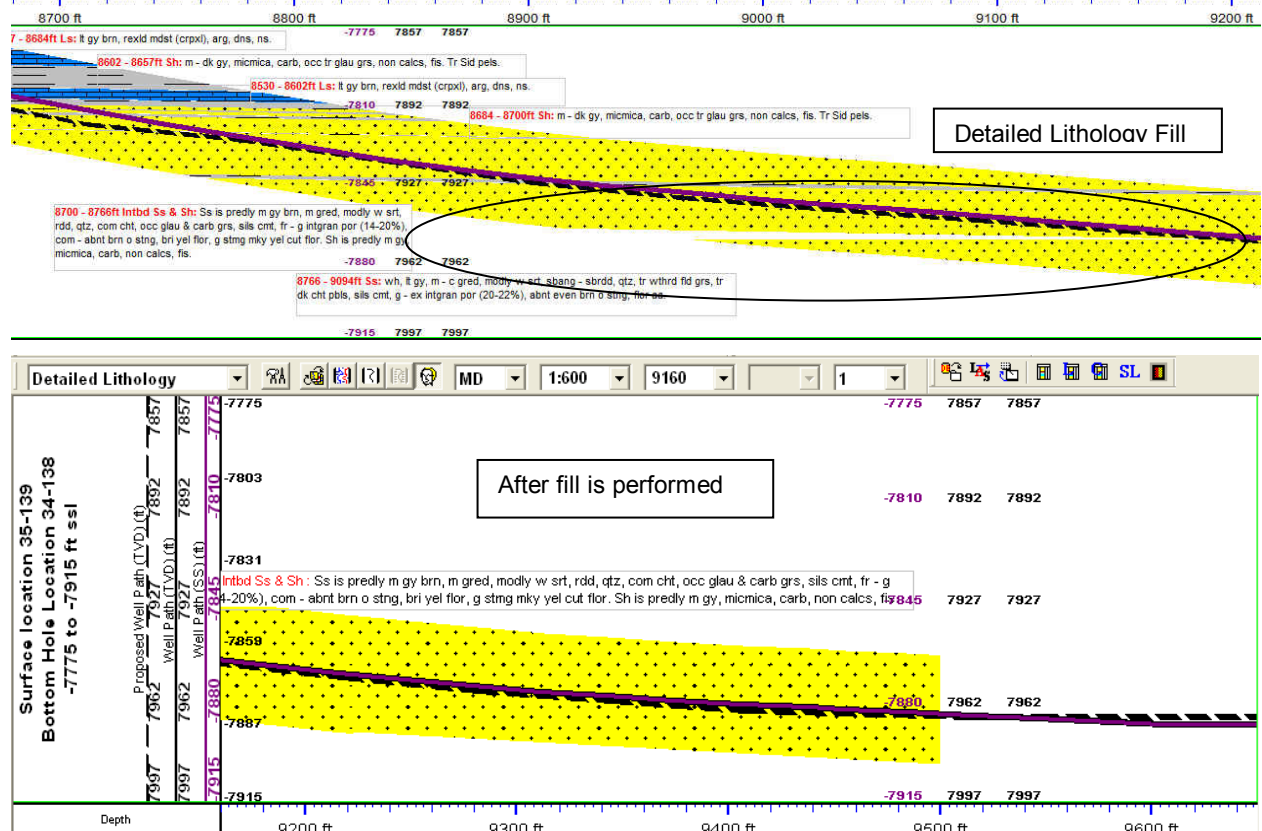 8700 ft 8800 ft 8900 ft 9000 ft 9100 ft 9200 ft
-7775 7857 7857
7 - 8684ft Ls: lt gy brn, rexld mdst (crpxl), arg, dns, ns.
8602 - 8657ft Sh: m - dk gy, micmica, carb, occ tr glau grs, non calcs, fis. Tr Sid pels.
8530 - 8602ft Ls: lt gy brn, rexld mdst (crpxl), arg, dns, ns.
-7810 7892 7892
8684 - 8700ft Sh: m - dk gy, micmica, carb, occ tr glau grs, non calcs, fis. Tr Sid pels.
Detailed Lithology Fill
-7845 7927 7927
8700 - 8766ft Intbd Ss & Sh: Ss is predly m gy brn, m gred, modly w srt,
rdd, qtz, com cht, occ glau & carb grs, sils cmt, fr - g intgran por (14-20%),
com - abnt brn o stng, bri yel flor, g stmg mky yel cut flor. Sh is predly m gy,
micmica, carb, non calcs, fis.
-7880 7962 7962
8766 - 9094ft Ss: wh, lt gy, m - c gred, modly w srt, sbang - sbrdd, qtz, tr wthrd fld grs, tr
dk cht pbls, sils cmt, g - ex intgran por (20-22%), abnt even brn o stng, flor as.
-7915 7997 7997
Detailed Lithology MD 1:600 9160 1 SL
Surface location 35-139
Bottom Hole Location 34-138
-7775 to -7915 ft ssl
Proposed Well Path (TVD) (ft)
7857 7892 7927 7962 7997
Well Path (TVD) (ft)
7857 7892 7927 7962 7997
Well Path (SS) (ft)
-7775 -7810 -7845 -7880 -7915
-7775
-7803
-7831
-7859
-7887
-7915
-7775 7857 7857
After fill is performed
-7810 7892 7892
Intbd Ss & Sh : Ss is predly m gy brn, m gred, modly w srt, rdd, qtz, com cht, occ glau & carb grs, sils cmt, fr - g
4-20%), com - abnt brn o stng, bri yel flor, g stmg mky yel cut flor. Sh is predly m gy, micmica, carb, non calcs, fis
-7845 7927 7927
-7880 7962 7962
-7915 7997 7997
Depth
9200 ft 9300 ft 9400 ft 9500 ft 9600 ft